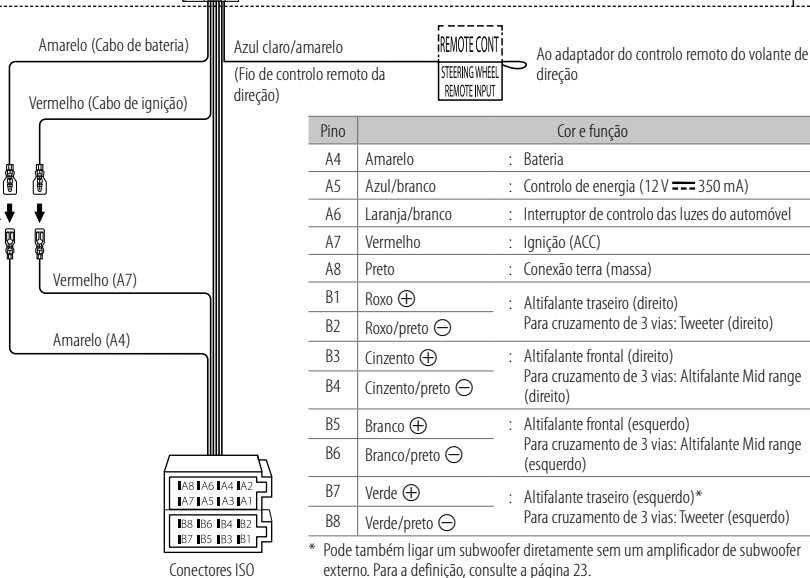 Amarelo (Cabo de bateria)
Azul claro/amarelo
(Fio de controlo remoto da
direção)
REMOTE CONT
STEERING WHEEL
REMOTE INPUT
Ao adaptador do controlo remoto do volante de
direção
Vermelho (Cabo de ignição)
Vermelho (A7)
Amarelo (A4)
A8 A6 A4 A2
A7 A5 A3 A1
B8 B6 B4 B2
B7 B5 B3 B1
Conectores ISO
Pino Cor e função
A4 Amarelo : Bateria
A5 Azul/branco : Controlo de energia (12 V ⎓ 350 mA)
A6 Laranja/branco : Interruptor de controlo das luzes do automóvel
A7 Vermelho : Ignição (ACC)
A8 Preto : Conexão terra (massa)
B1 Roxo ⊕ : Altifalante traseiro (direito)
B2 Roxo/preto ⊖ Para cruzamento de 3 vias: Tweeter (direito)
B3 Cinzento ⊕ : Altifalante frontal (direito)
B4 Cinzento/preto ⊖ Para cruzamento de 3 vias: Altifalante Mid range
(direito)
B5 Branco ⊕ : Altifalante frontal (esquerdo)
B6 Branco/preto ⊖ Para cruzamento de 3 vias: Altifalante Mid range
(esquerdo)
B7 Verde ⊕ : Altifalante traseiro (esquerdo)*
B8 Verde/preto ⊖ Para cruzamento de 3 vias: Tweeter (esquerdo)
* Pode também ligar um subwoofer diretamente sem um amplificador de subwoofer
externo. Para a definição, consulte a página 23.